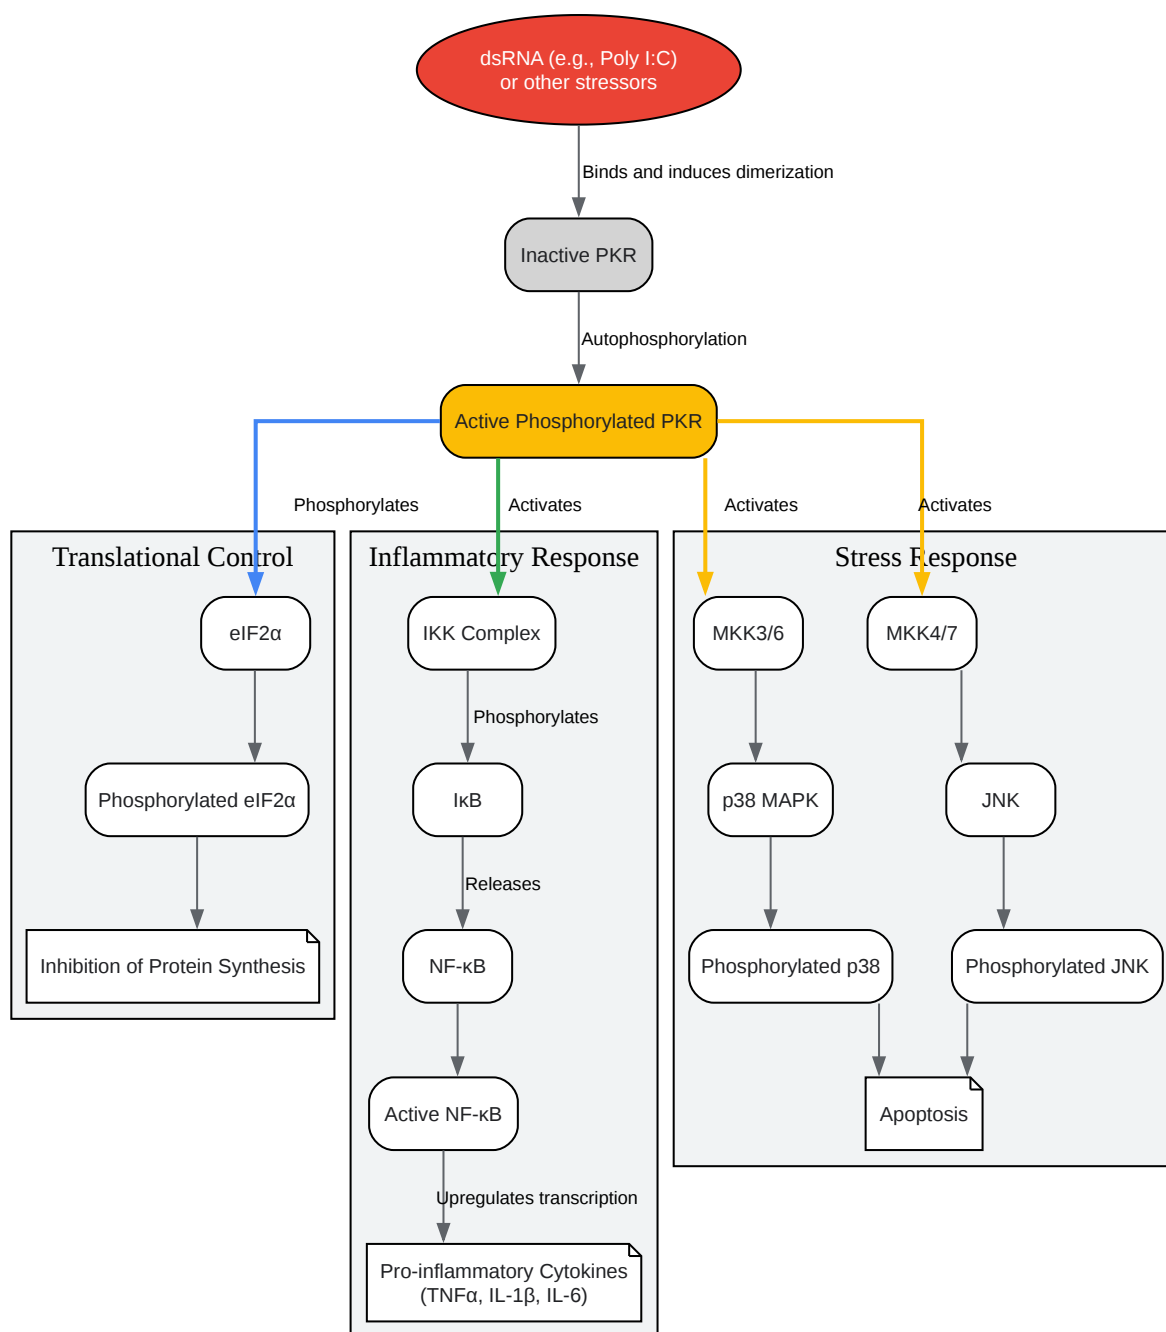 dsRNA (e.g., Poly I:C)
or other stressors
Binds and induces dimerization
Inactive PKR
Autophosphorylation
Active Phosphorylated PKR
Phosphorylates
Activates
Activates
Activates
Translational Control
eIF2α
Phosphorylated eIF2α
Inhibition of Protein Synthesis
Inflammatory Response
IKK Complex
Phosphorylates
IκB
Releases
NF-κB
Active NF-κB
Upregulates transcription
Pro-inflammatory Cytokines
(TNFα, IL-1β, IL-6)
Stress Response
MKK3/6
MKK4/7
p38 MAPK
JNK
Phosphorylated p38
Phosphorylated JNK
Apoptosis